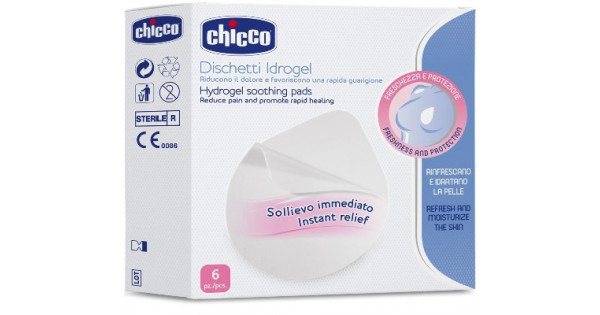 chicco
STERILE R
CE 0086
LOT
chicco
Dischetti Idrogel
Riducono il dolore e favoriscono una rapida guarigione
Hydrogel soothing pads
Reduce pain and promote rapid healing
Sollievo immediato
Instant relief
6
pz./pcs.
FRESCHEZZA E PROTEZIONE
FRESHNESS AND PROTECTION
RINFRESCANO
E IDRATANO
LA PELLE
REFRESH AND
MOISTURIZE
THE SKIN